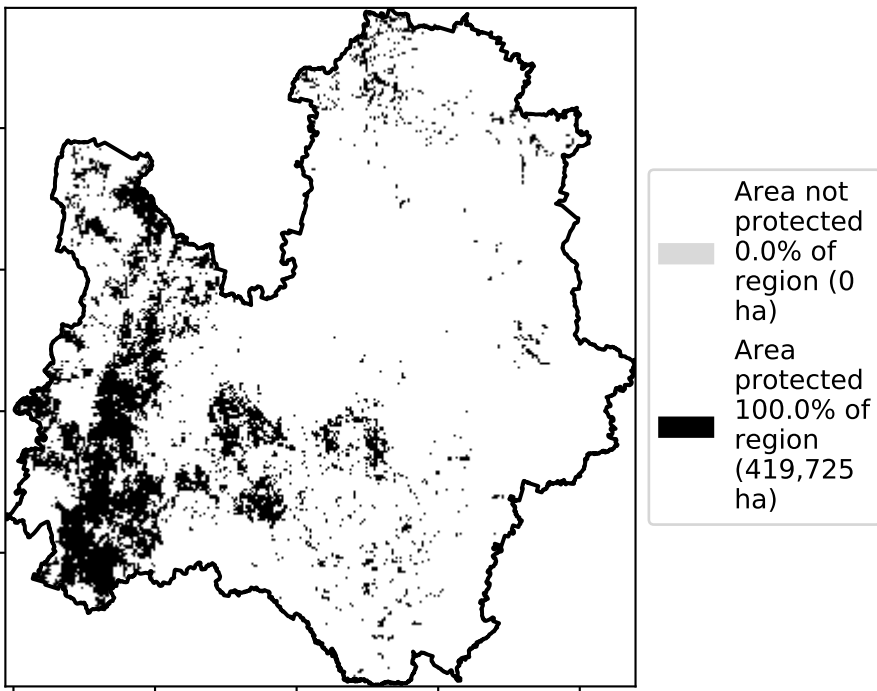 Area not
protected
0.0% of
region (0
ha)
Area
protected
100.0% of
region
(419,725
ha)